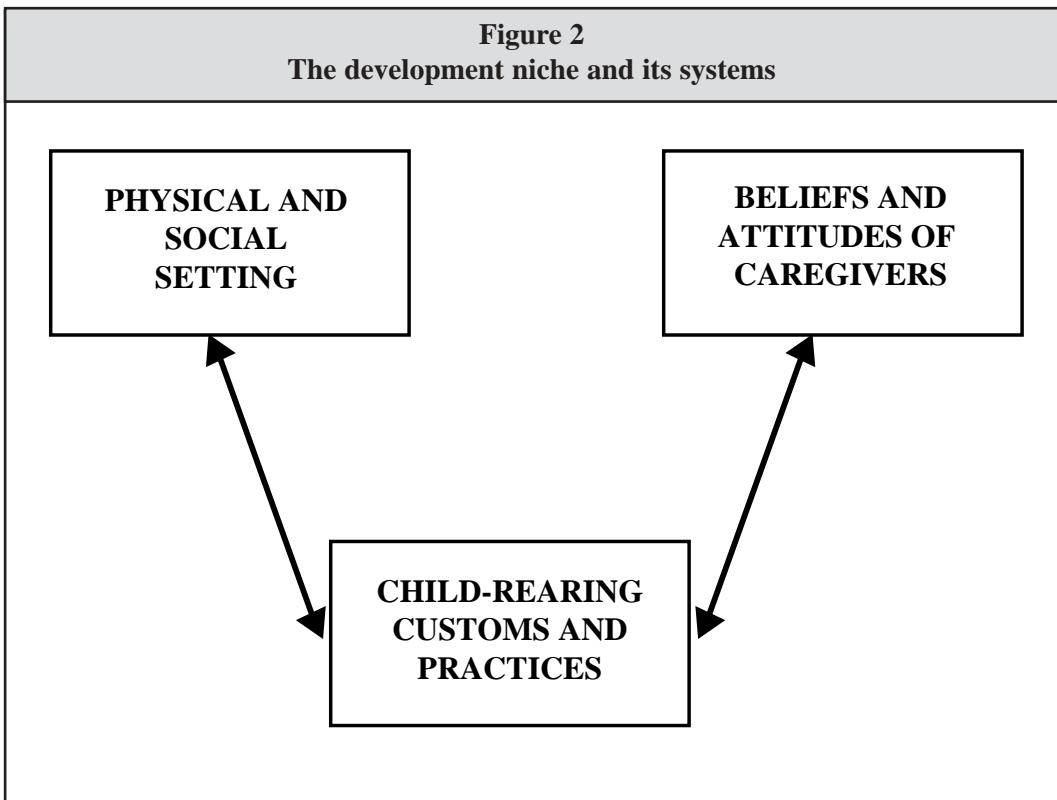 Figure 2
The development niche and its systems
PHYSICAL AND
SOCIAL
SETTING
BELIEFS AND
ATTITUDES OF
CAREGIVERS
CHILD-REARING
CUSTOMS AND
PRACTICES